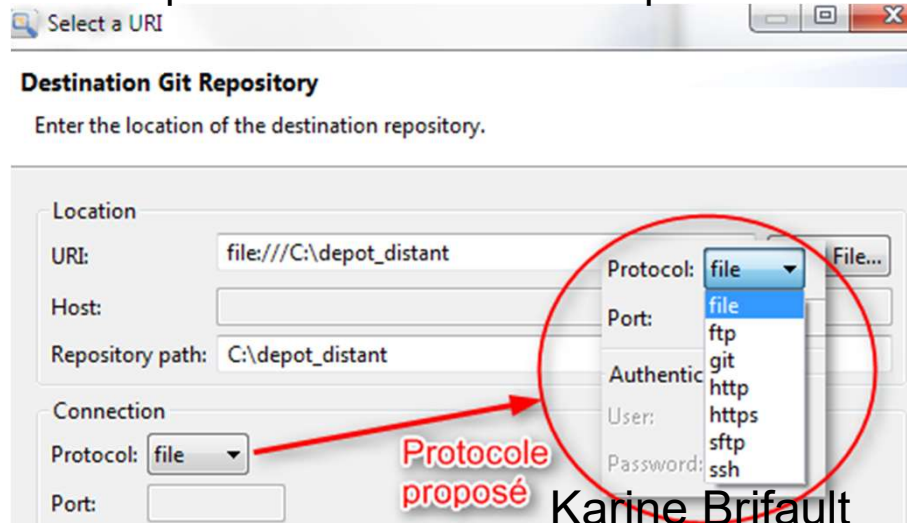 Select a URI
Destination Git Repository
Enter the location of the destination repository.
Location
URI: file:///C:\depot_distant File...
Host:
Repository path: C:\depot_distant
Connection
Protocol: file
Port:
Protocole
proposé
Protocol: file
Port:
Authentic
User:
Password:
file
ftp
git
http
https
sftp
ssh
Karine Brifault